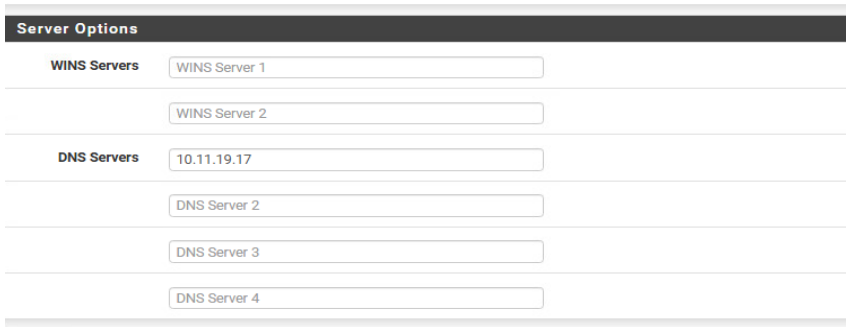 Server Options
WINS Servers WINS Server 1
WINS Server 2
DNS Servers 10.11.19.17
DNS Server 2
DNS Server 3
DNS Server 4